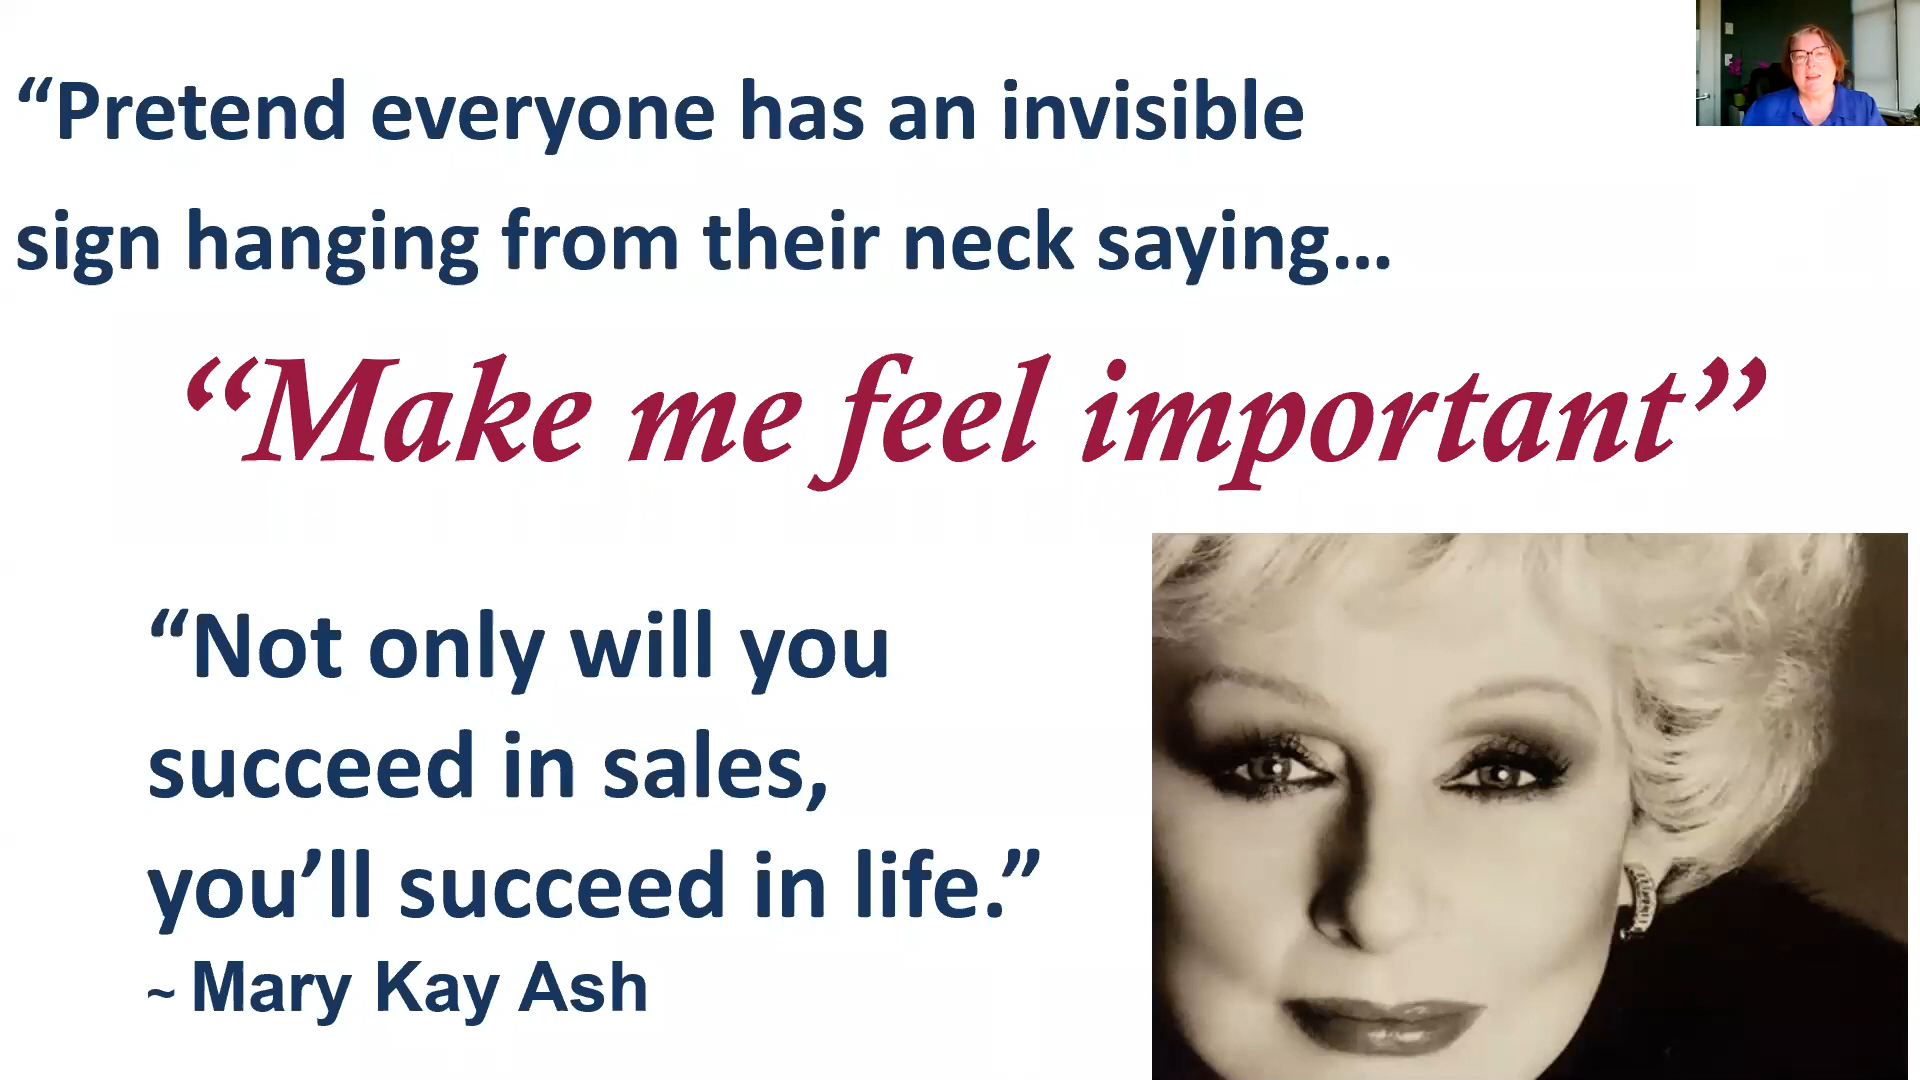 “Pretend everyone has an invisible
sign hanging from their neck saying...
“Make me feel important”
“Not only will you
succeed in sales,
you’ll succeed in life.”
~ Mary Kay Ash